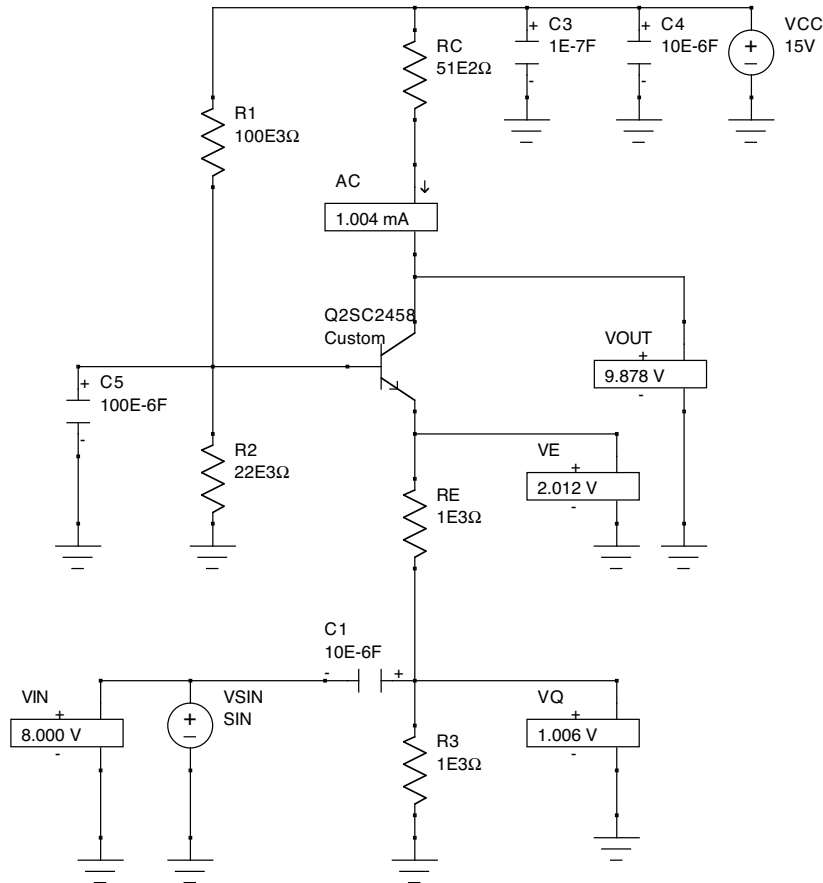 RC
51E2Ω
+ C3
1E-7F
-
+ C4
10E-6F
-
VCC
15V
+
-
R1
100E3Ω
AC
↓
1.004 mA
Q2SC2458
Custom
VOUT
+
9.878 V
-
+ C5
100E-6F
-
R2
22E3Ω
VE
+
2.012 V
-
RE
1E3Ω
C1
10E-6F
- +
VIN
+
8.000 V
-
VSIN
SIN
+
-
R3
1E3Ω
VQ
+
1.006 V
-